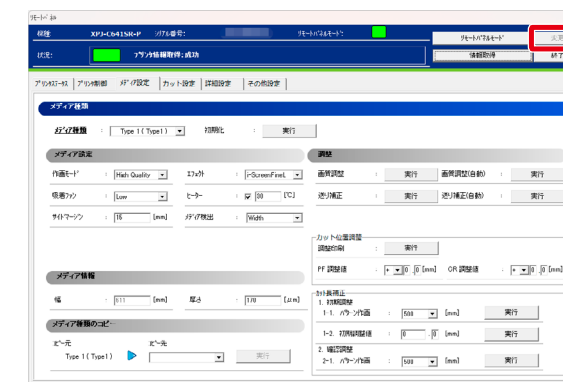 リモートパネル
機種: XPJ-C641SR-P シリアル番号: リモートパネルモード: リモートパネルモード 変更
状況: プリンタ情報取得:成功 情報取得 終了
プリンタステータス プリンタ制御 メディア設定 カット設定 詳細設定 その他設定
メディア種類
メディア種類 : Type 1 ( Type1 ) 初期化 : 実行
メディア設定 調整
作画モード : High Quality エフェクト : i-ScreenFineL 画質調整 : 実行 画質調整(自動) : 実行
吸着ファン : Low ヒーター : 30 [℃] 送り補正 : 実行 送り補正(自動) : 実行
サイドマージン : 15 [mm] メディア検出 : Width
カット位置調整
調整印刷 : 実行
PF 調整値 : + 0 .0 [mm] CR 調整値 : + 0 .0 [mm]
メディア情報
幅 : 611 [mm] 厚さ : 170 [μm]
カット長補正
1. 初期調整
1-1. パターン作画 : 500 [mm] 実行
1-2. 初期調整値 : 0 .0 [mm] 実行
2. 確認調整
2-1. パターン作画 : 500 [mm] 実行
メディア種類のコピー
コピー元 コピー先
Type 1 ( Type1 ) 実行